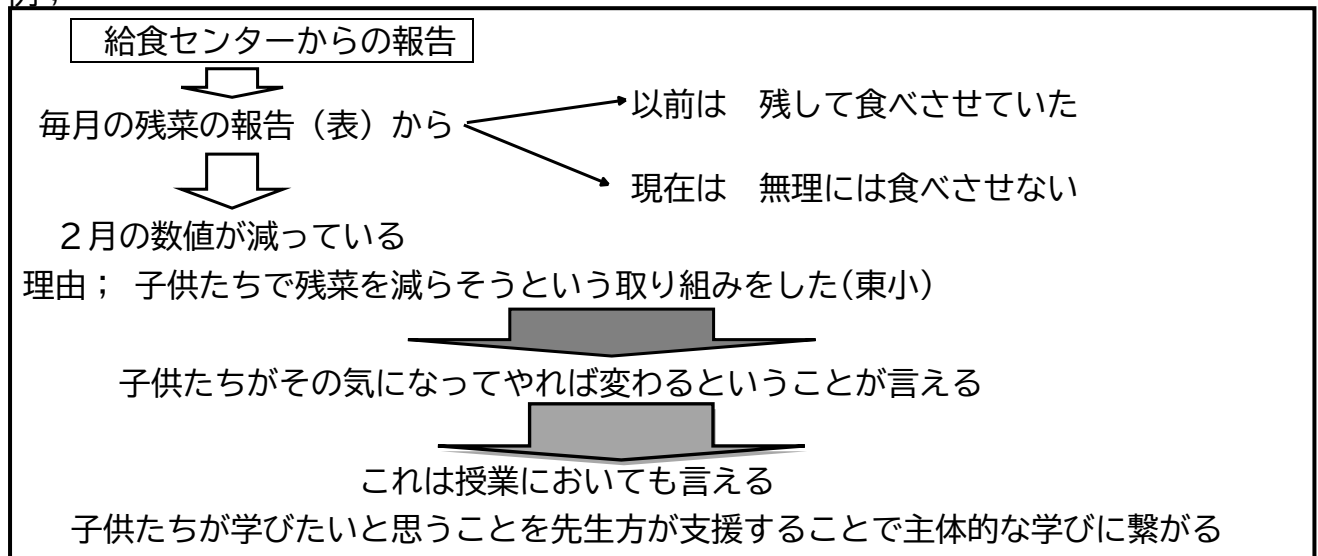 例；
給食センターからの報告
毎月の残菜の報告（表）から
以前は　残して食べさせていた
現在は　無理には食べさせない
２月の数値が減っている
理由；　子供たちで残菜を減らそうという取り組みをした（東小）
子供たちがその気になってやれば変わるということが言える
これは授業においても言える
子供たちが学びたいと思うことを先生方が支援することで主体的な学びに繋がる